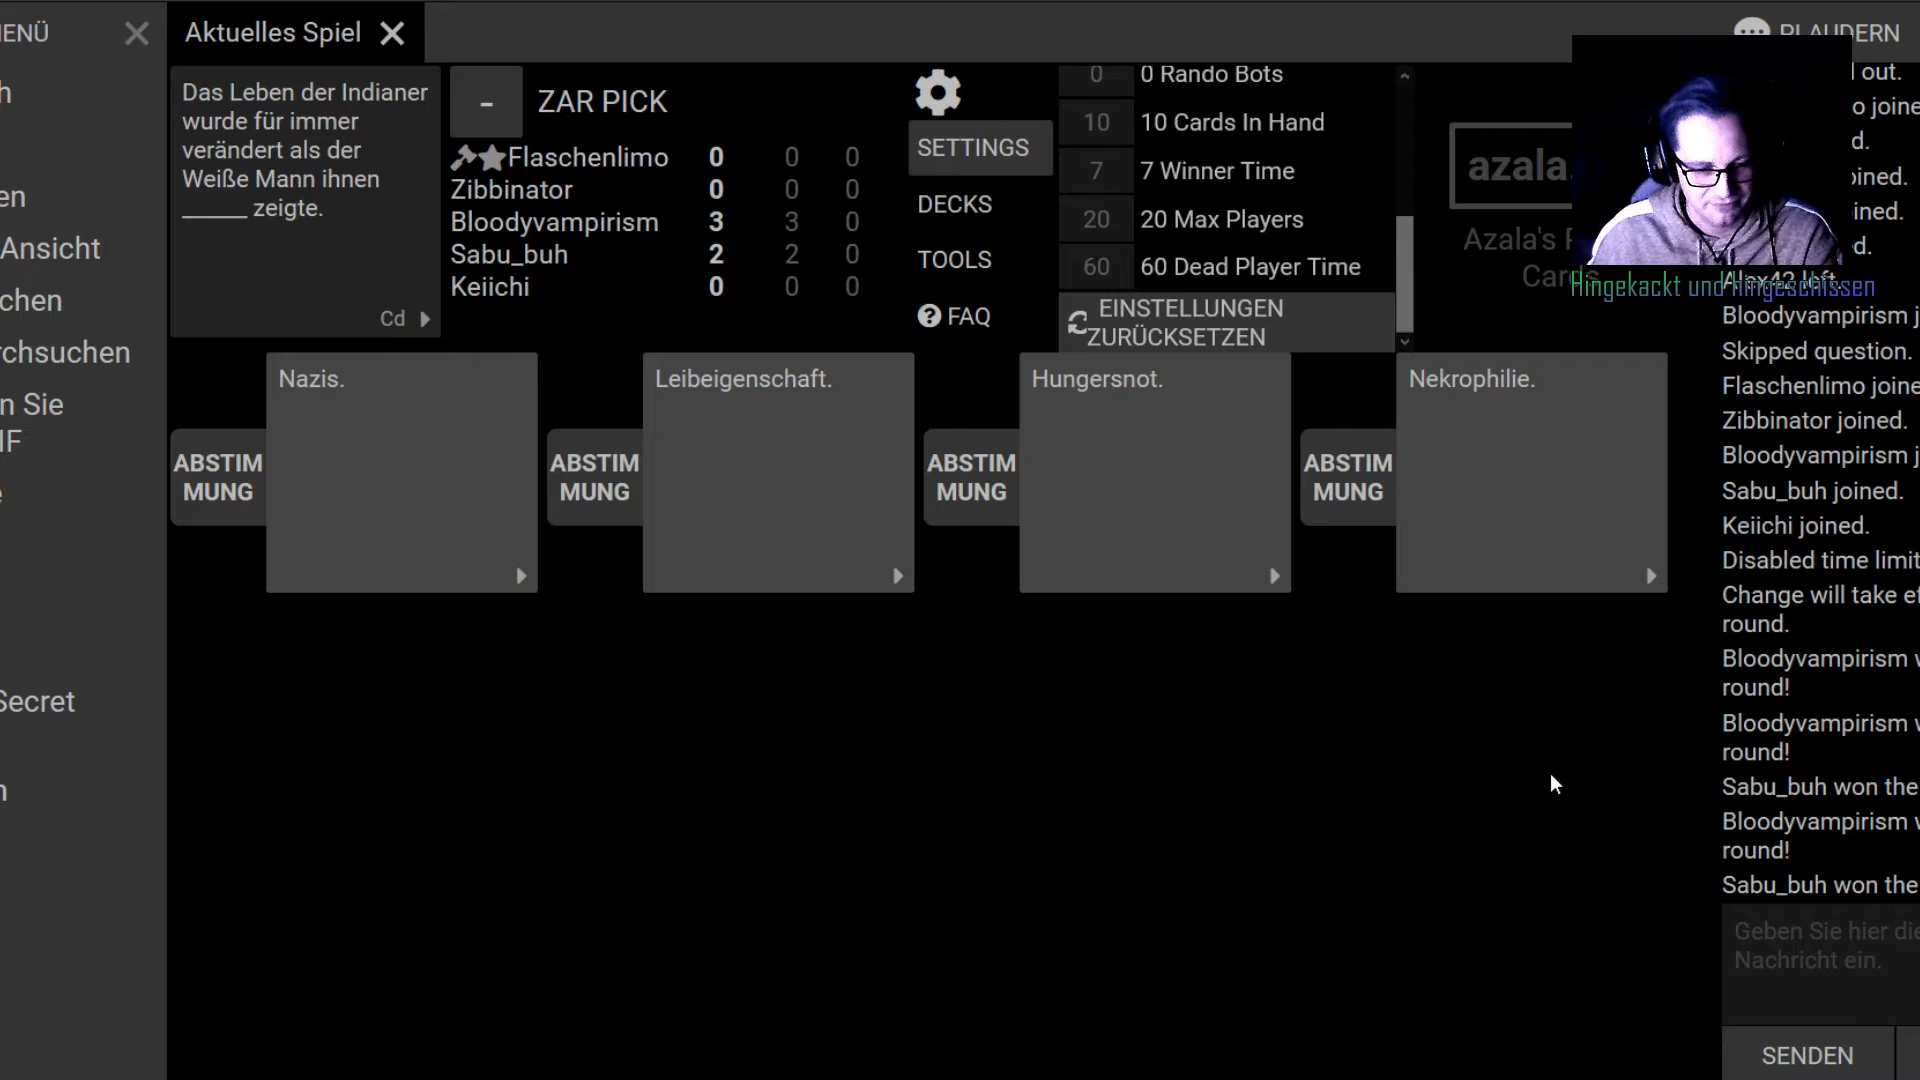 ENÜ
h
en
Ansicht
chen
rchsuchen
n Sie
IF
Secret
Aktuelles Spiel
Das Leben der Indianer
wurde für immer
verändert als der
Weiße Mann ihnen
______ zeigte.
Cd
- ZAR PICK
Flaschenlimo 0 0 0
Zibbinator 0 0 0
Bloodyvampirism 3 3 0
Sabu_buh 2 2 0
Keiichi 0 0 0
SETTINGS
DECKS
TOOLS
FAQ
0 0 Rando Bots
10 10 Cards In Hand
7 7 Winner Time
20 20 Max Players
60 60 Dead Player Time
EINSTELLUNGEN
ZURÜCKSETZEN
azala.
Azala's
Hingekackt und hingeschissen
ABSTIM
MUNG
Nazis.
ABSTIM
MUNG
Leibeigenschaft.
ABSTIM
MUNG
Hungersnot.
ABSTIM
MUNG
Nekrophilie.
PLAUDERN
out.
o joine
d.
oined.
ined.
d.
Bloodyvampirism j
Skipped question.
Flaschenlimo joine
Zibbinator joined.
Bloodyvampirism j
Sabu_buh joined.
Keiichi joined.
Disabled time limit
Change will take ef
round.
Bloodyvampirism w
round!
Bloodyvampirism w
round!
Sabu_buh won the
Bloodyvampirism w
round!
Sabu_buh won the
Geben Sie hier die
Nachricht ein.
SENDEN